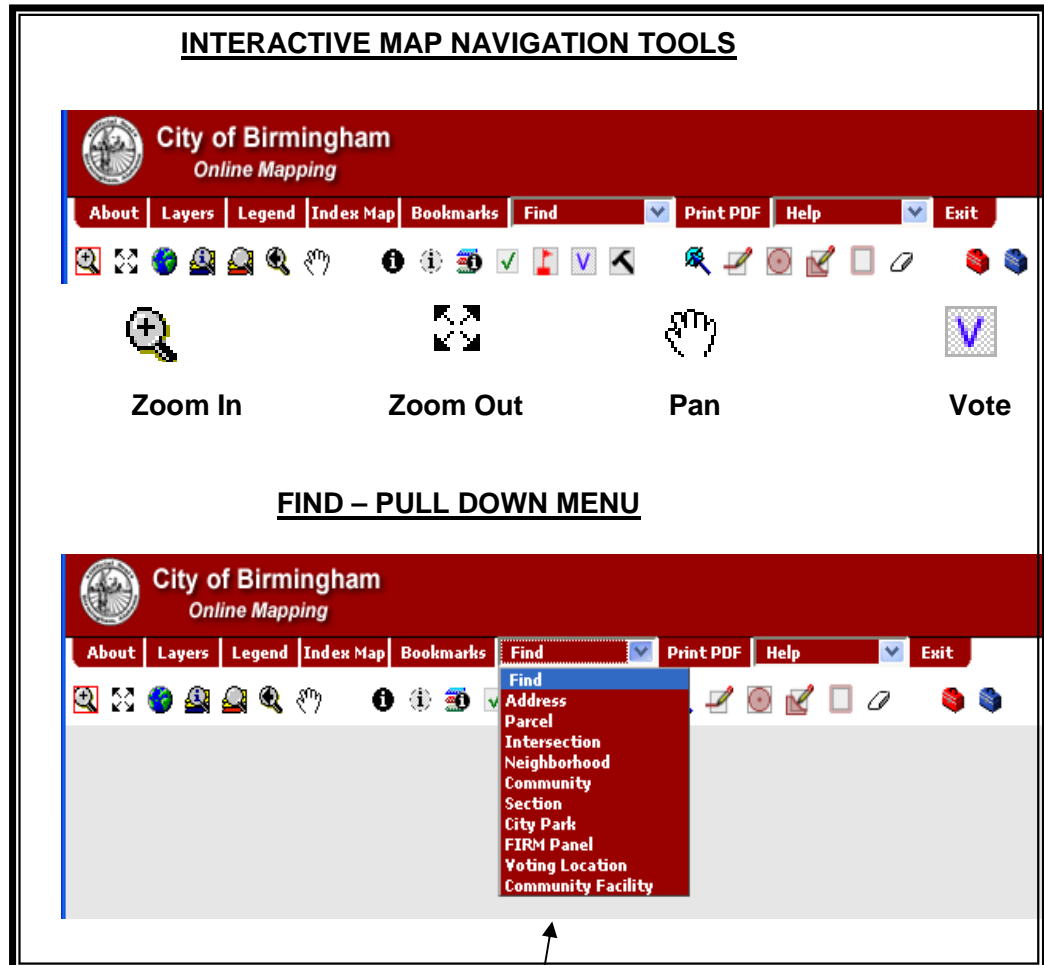 INTERACTIVE MAP NAVIGATION TOOLS
City of Birmingham
Online Mapping
About Layers Legend Index Map Bookmarks Find Print PDF Help Exit
V
V
Zoom In Zoom Out Pan Vote
FIND – PULL DOWN MENU
City of Birmingham
Online Mapping
About Layers Legend Index Map Bookmarks Find Print PDF Help Exit
Find
Address
Parcel
Intersection
Neighborhood
Community
Section
City Park
FIRM Panel
Voting Location
Community Facility